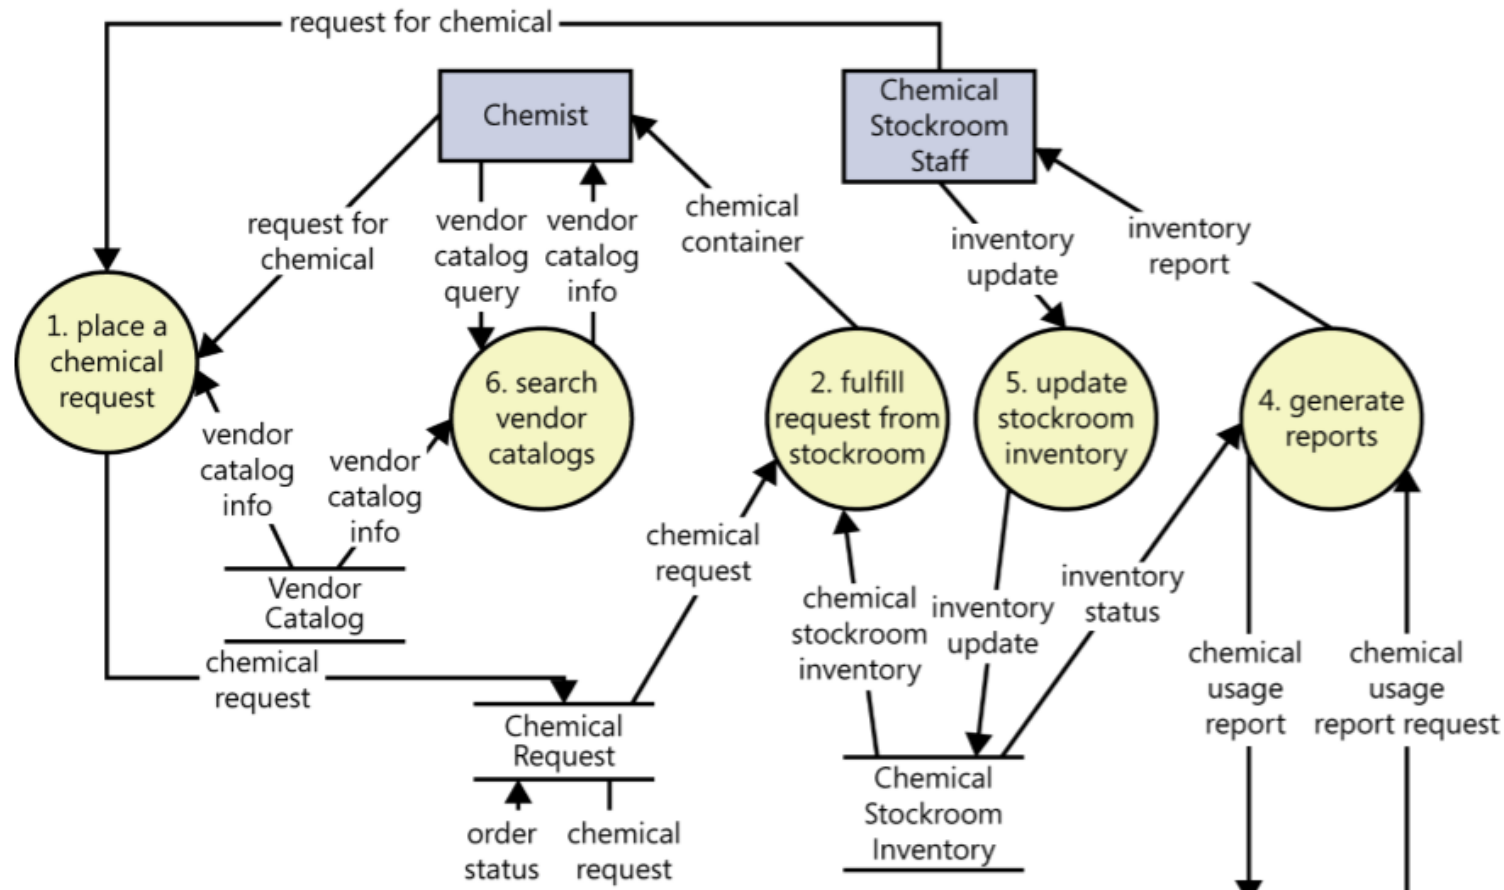 request for chemical
Chemist
Chemical
Stockroom
Staff
request for
chemical
vendor
catalog
query
vendor
catalog
info
chemical
container
inventory
update
inventory
report
1. place a
chemical
request
6. search
vendor
catalogs
2. fulfill
request from
stockroom
5. update
stockroom
inventory
4. generate
reports
vendor
catalog
info
vendor
catalog
info
chemical
request
Vendor
Catalog
chemical
stockroom
inventory
inventory
update
inventory
status
chemical
request
chemical
usage
report
chemical
usage
report request
Chemical
Request
Chemical
Stockroom
Inventory
order
status
chemical
request